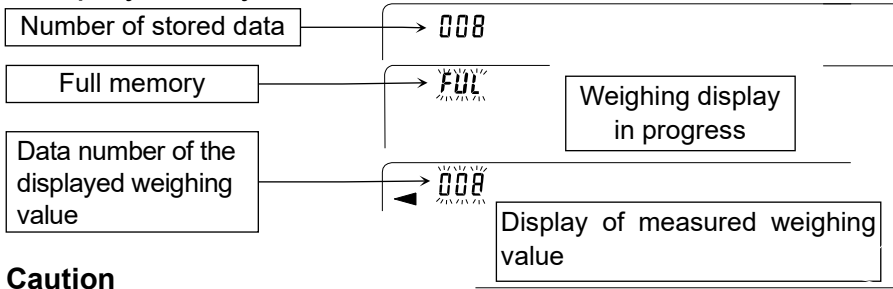 Number of stored data
008
Full memory
FUL
Weighing display
in progress
Data number of the
displayed weighing
value
008
Display of measured weighing
value
Caution